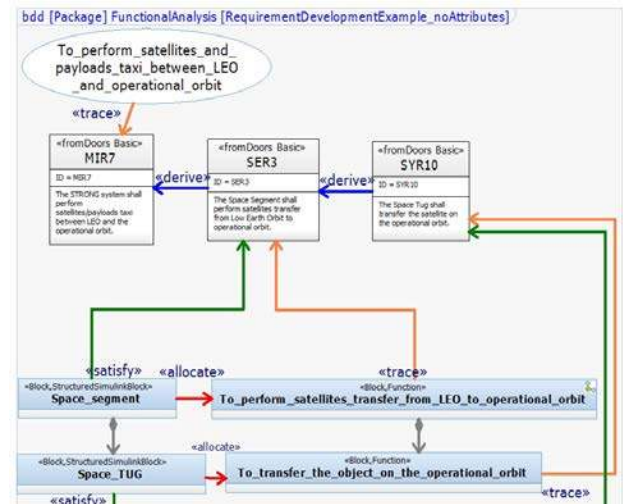 bdd [Package] FunctionalAnalysis [RequirementDevelopmentExample_noAttributes]
To_perform_satellites_and_
payloads_taxi_between_LEO
_and_operational_orbit
«trace»
«fromDoors Basic»
MIR7
ID = MIR7
The STRONG system shall
perform
satellites/payloads taxi
between LEO and the
operational orbit.
«derive»
«fromDoors Basic»
SER3
ID = SER3
The Space Segment shall
perform satellites transfer
from Low Earth Orbit to
operational orbit.
«derive»
«fromDoors Basic»
SYR10
ID = SYR10
The Space Tug shall
transfer the satellite on
the operational orbit.
«satisfy»
«allocate»
«trace»
«Block,StructuredSimulinkBlock»
Space_segment
«Block,Function»
To_perform_satellites_transfer_from_LEO_to_operational_orbit
«allocate»
«Block,StructuredSimulinkBlock»
Space_TUG
«Block,Function»
To_transfer_the_object_on_the_operational_orbit
«satisfy»
«trace»